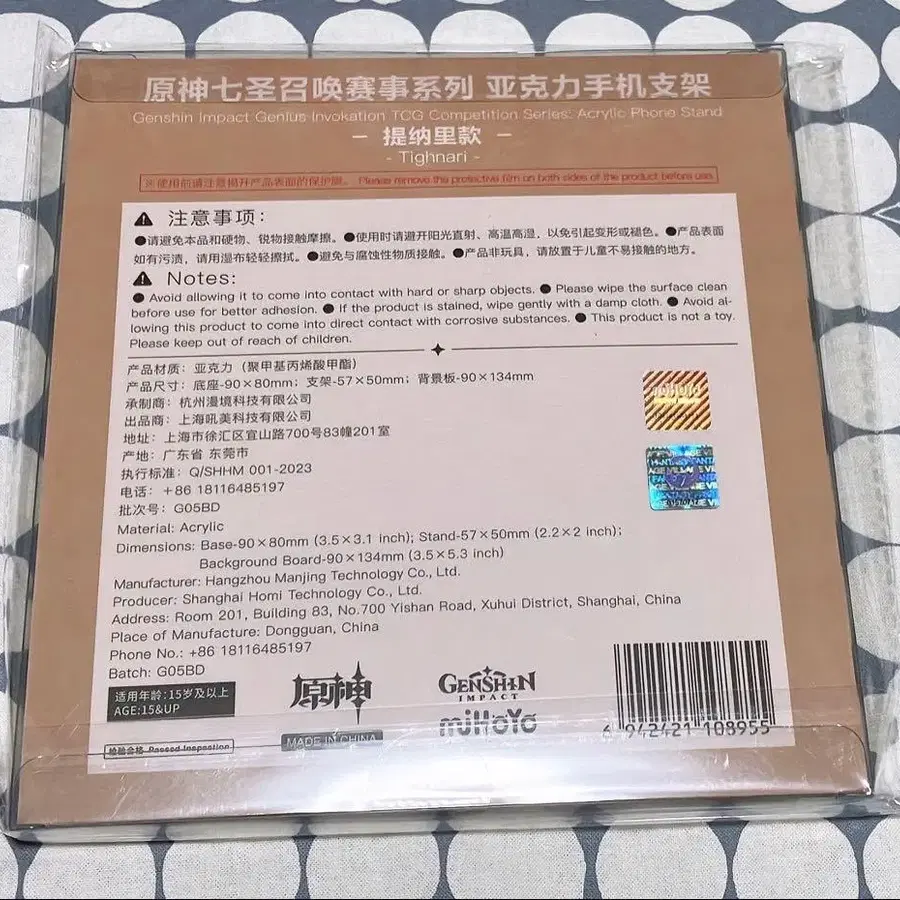 原神七圣召唤赛事系列 亚克力手机支架
Genshin Impact Genius Invokation TCG Competition Series: Acrylic Phone Stand
- 提纳里款 -
- Tighnari -
※使用前请注意揭开产品表面的保护膜。 Please remove the protective film on both sides of the product before use.
注意事项:
●请避免本品和硬物、锐物接触摩擦。●使用时请避开阳光直射、高温高湿,以免引起变形或褪色。●产品表面
如有污渍,请用湿布轻轻擦拭。●避免与腐蚀性物质接触。●产品非玩具,请放置于儿童不易接触的地方。
Notes:
● Avoid allowing it to come into contact with hard or sharp objects. ● Please wipe the surface clean
before use for better adhesion. ● If the product is stained, wipe gently with a damp cloth. ● Avoid al-
lowing this product to come into direct contact with corrosive substances. ● This product is not a toy.
Please keep out of reach of children.
产品材质:亚克力(聚甲基丙烯酸甲酯)
产品尺寸:底座-90×80mm;支架-57×50mm;背景板-90×134mm
承制商:杭州漫境科技有限公司
出品商:上海吼美科技有限公司
地址:上海市徐汇区宜山路700号83幢201室
产地:广东省 东莞市
执行标准:Q/SHHM 001-2023
电话:+86 18116485197
批次号:G05BD
Material: Acrylic
Dimensions: Base-90×80mm (3.5×3.1 inch); Stand-57×50mm (2.2×2 inch);
Background Board-90×134mm (3.5×5.3 inch)
Manufacturer: Hangzhou Manjing Technology Co., Ltd.
Producer: Shanghai Homi Technology Co., Ltd.
Address: Room 201, Building 83, No.700 Yishan Road, Xuhui District, Shanghai, China
Place of Manufacture: Dongguan, China
Phone No.: +86 18116485197
Batch: G05BD
适用年龄:15岁及以上
AGE:15&UP
原神
GENSHIN
IMPACT
miHoYo
MADE IN CHINA
检验合格 Passed Inspection
6 942421 108955
miHoYo